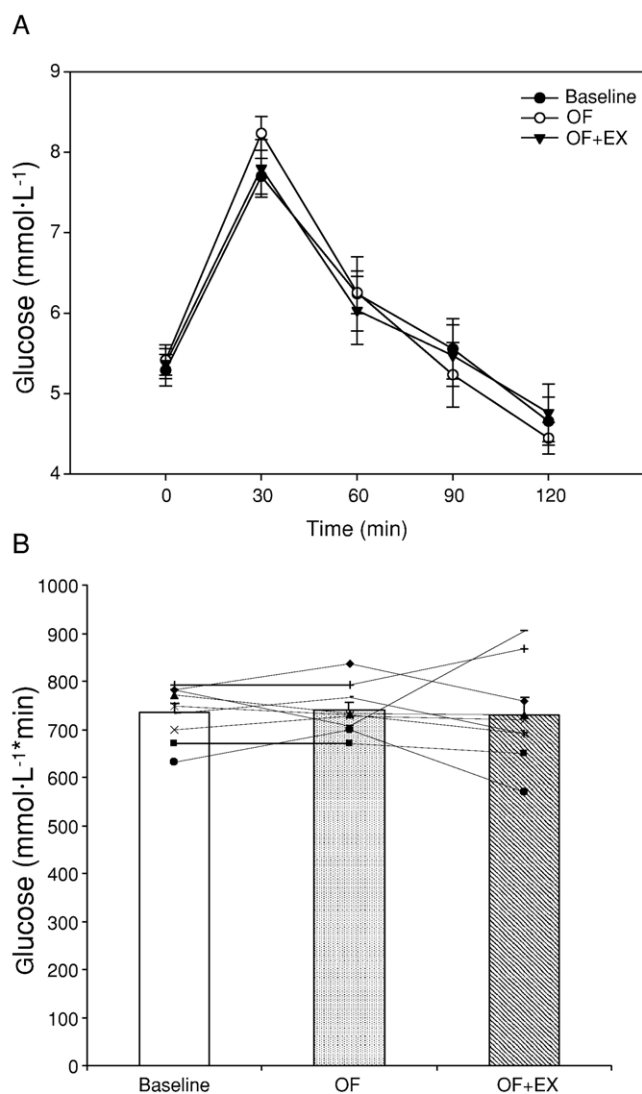 A
9
8
7
6
5
4
Glucose (mmol·L⁻¹)
Baseline
OF
OF+EX
0 30 60 90 120
Time (min)
B
1000
900
800
700
600
500
400
300
200
100
0
Glucose (mmol·L⁻¹*min)
Baseline OF OF+EX